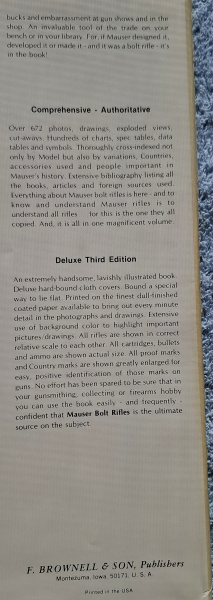 bucks and embarrassment at gun shows and in the
shop. An invaluable tool of the trade on your
bench or in your library. For, if Mauser designed it,
developed it or made it - and it was a bolt rifle - it's
in the book!
Comprehensive - Authoritative
Over 672 photos, drawings, exploded views,
cut-aways. Hundreds of charts, spec tables, data
tables and symbols. Thoroughly cross-indexed not
only by Model but also by variations, Countries,
accessories used and people important in
Mauser's history. Extensive bibliography listing all
the books, articles and foreign sources used.
Everything about Mauser bolt rifles is here - and to
know and understand Mauser rifles is to
understand all rifles for this is the one they all
copied. And, it is all in one magnificent volume.
Deluxe Third Edition
An extremely handsome, lavishly illustrated book.
Deluxe hard-bound cloth covers. Bound a special
way to lie flat. Printed on the finest dull-finished
coated paper available to bring out every minute
detail in the photographs and drawings. Extensive
use of background color to highlight important
pictures/drawings. All rifles are shown in correct
relative scale to each other. All cartridges, bullets
and ammo are shown actual size. All proof marks
and Country marks are shown greatly enlarged for
easy, positive identification of those marks on
guns. No effort has been spared to be sure that in
your gunsmithing, collecting or firearms hobby
you can use the book easily - and frequently -
confident that Mauser Bolt Rifles is the ultimate
source on the subject.
F. BROWNELL & SON, Publishers
Montezuma, Iowa, 50171, U. S. A.
Printed in the USA